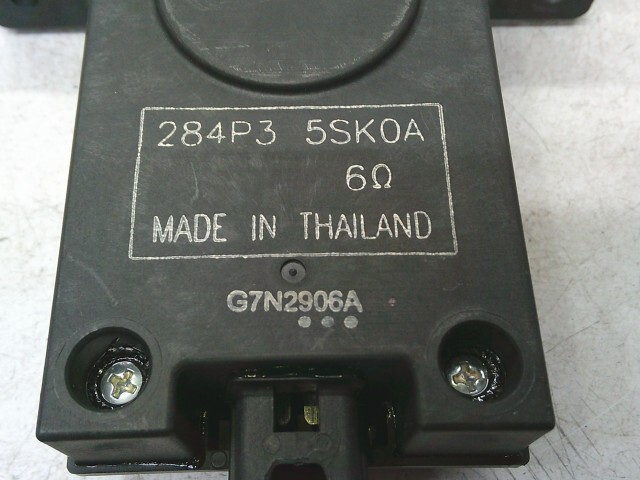 284P3 5SK0A
6Ω
MADE IN THAILAND
G7N2906A